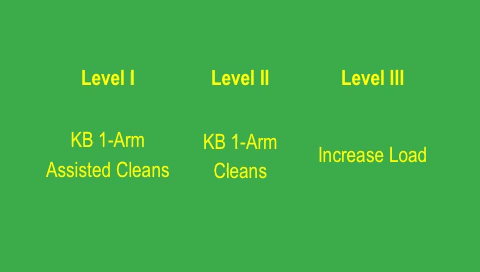 Level I
Level II
Level III
KB 1-Arm
Assisted Cleans
KB 1-Arm
Cleans
Increase Load